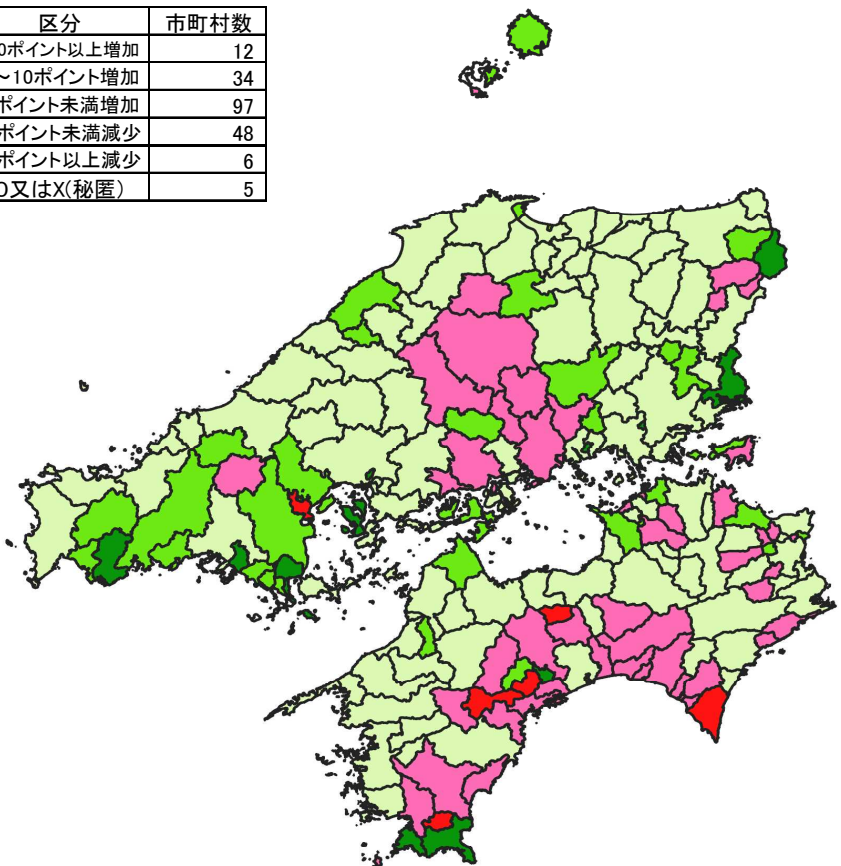 区分 市町村数
0ポイント以上増加 12
~10ポイント増加 34
ポイント未満増加 97
ポイント未満減少 48
ポイント以上減少 6
0又はX(秘匿) 5